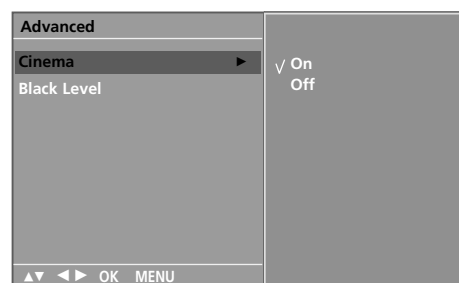 Advanced
Cinema ►
√ On
Off
Black Level
▲▼ ◄ ► OK MENU